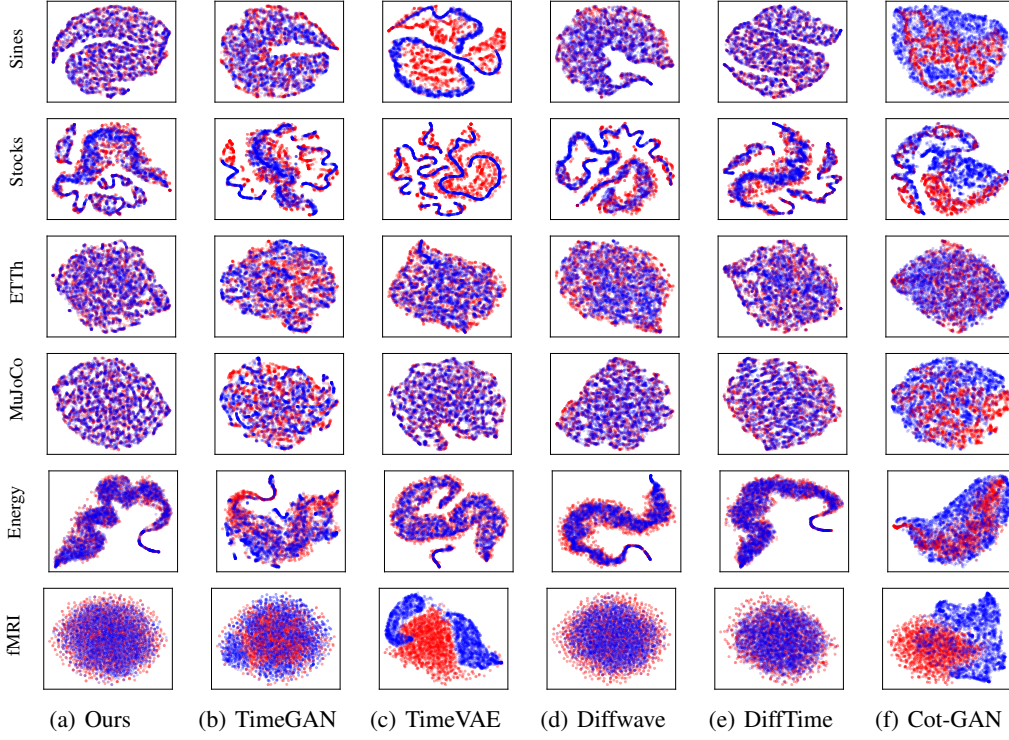 Sines
Stocks
ETTh
MuJoCo
Energy
fMRI
(a) Ours
(b) TimeGAN
(c) TimeVAE
(d) Diffwave
(e) DiffTime
(f) Cot-GAN